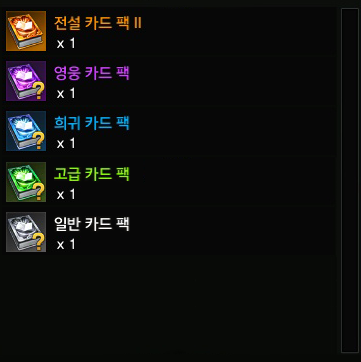 전설 카드 팩 II
x 1
영웅 카드 팩
x 1
희귀 카드 팩
x 1
고급 카드 팩
x 1
일반 카드 팩
x 1